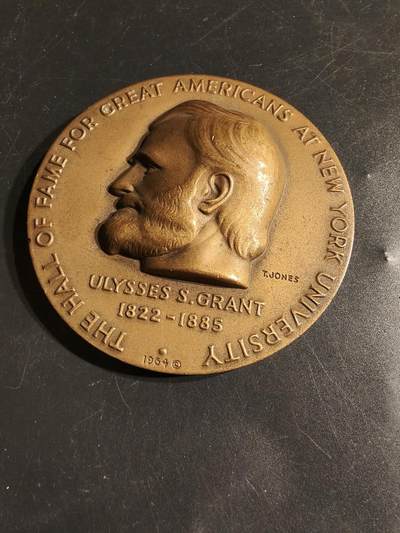 THE HALL OF FAME FOR GREAT AMERICANS AT NEW YORK UNIVERSITY
T. JONES
ULYSSES S. GRANT
1822-1885
1964 ©